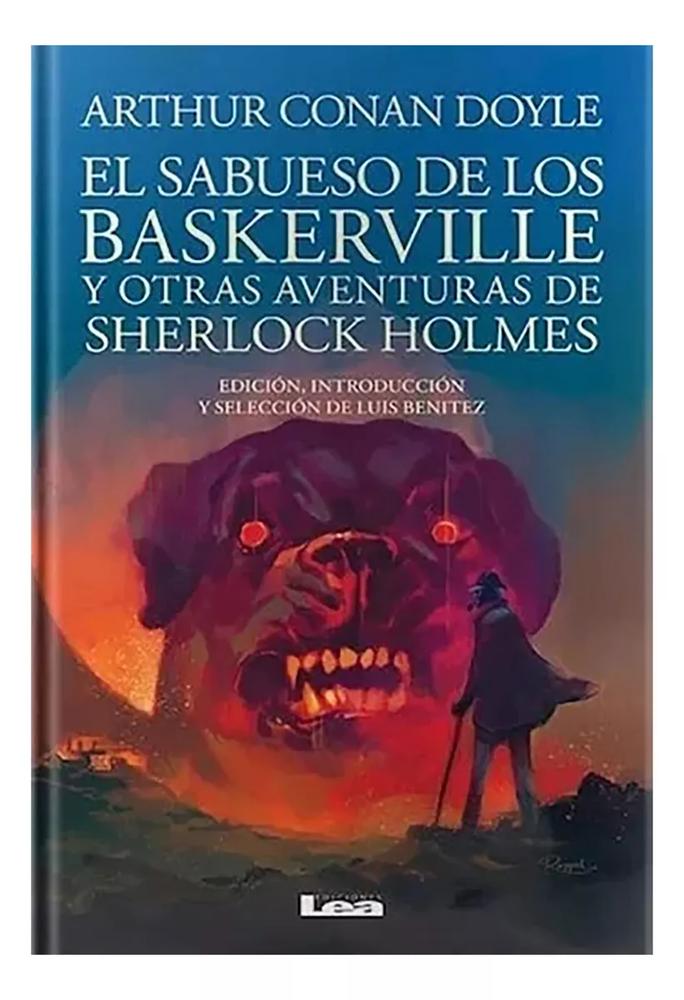 ARTHUR CONAN DOYLE
EL SABUESO DE LOS
BASKERVILLE
Y OTRAS AVENTURAS DE
SHERLOCK HOLMES
EDICIÓN, INTRODUCCIÓN
Y SELECCIÓN DE LUIS BENITEZ
EDICIONES
Lea